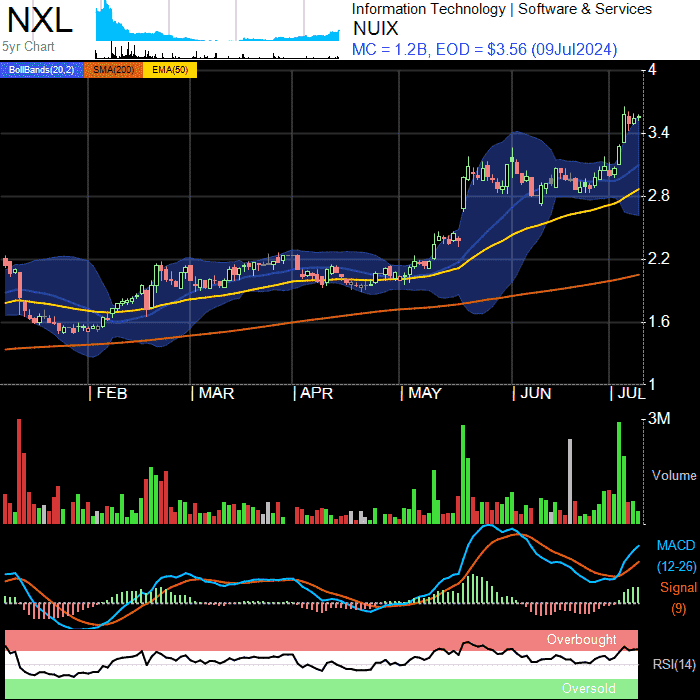 NXL
5yr Chart
Information Technology | Software & Services
NUIX
MC = 1.2B, EOD = $3.56 (09Jul2024)
BollBands(20,2) SMA(200) EMA(50)
4
3.4
2.8
2.2
1.6
1
| FEB | MAR | APR | MAY | JUN | JUL
3M
Volume
MACD
(12-26)
Signal
(9)
Overbought
RSI(14)
Oversold